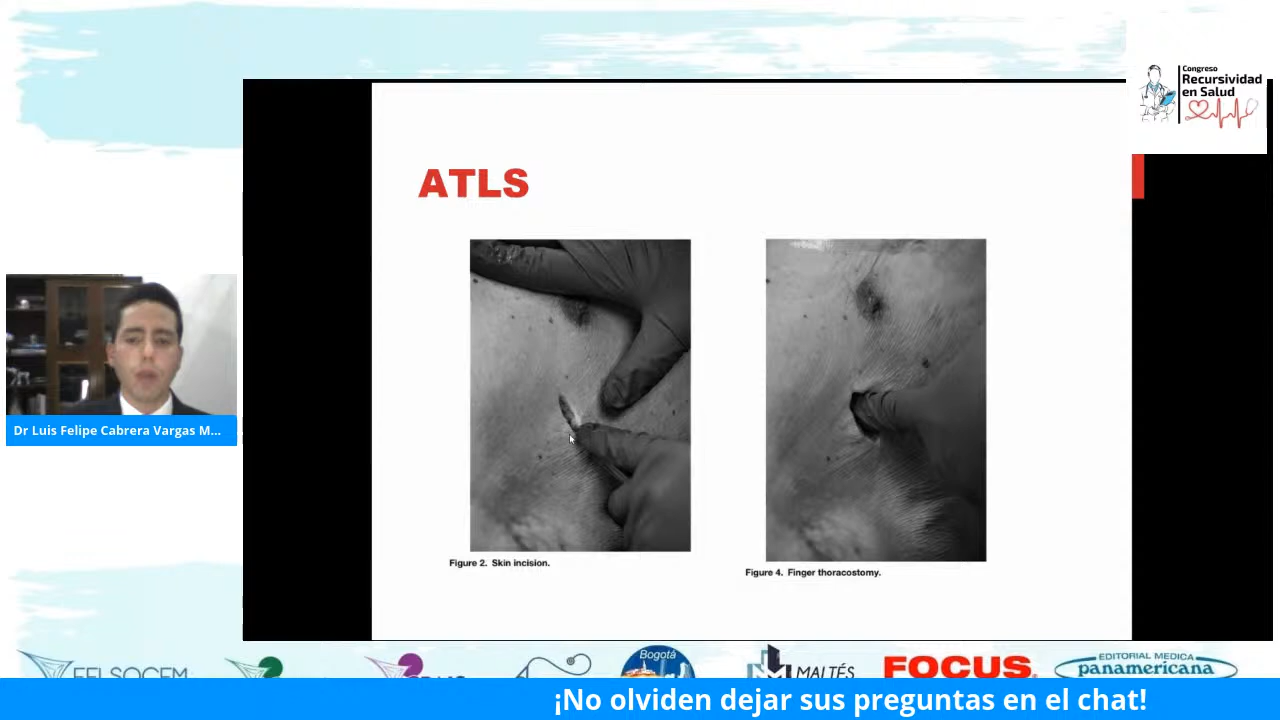 Congreso
Recursividad
en Salud
ATLS
Dr Luis Felipe Cabrera Vargas M...
Figure 2. Skin incision.
Figure 4. Finger thoracostomy.
Bogotá
MALTÉS
FOCUS
EDITORIAL MEDICA
panamericana
¡No olviden dejar sus preguntas en el chat!